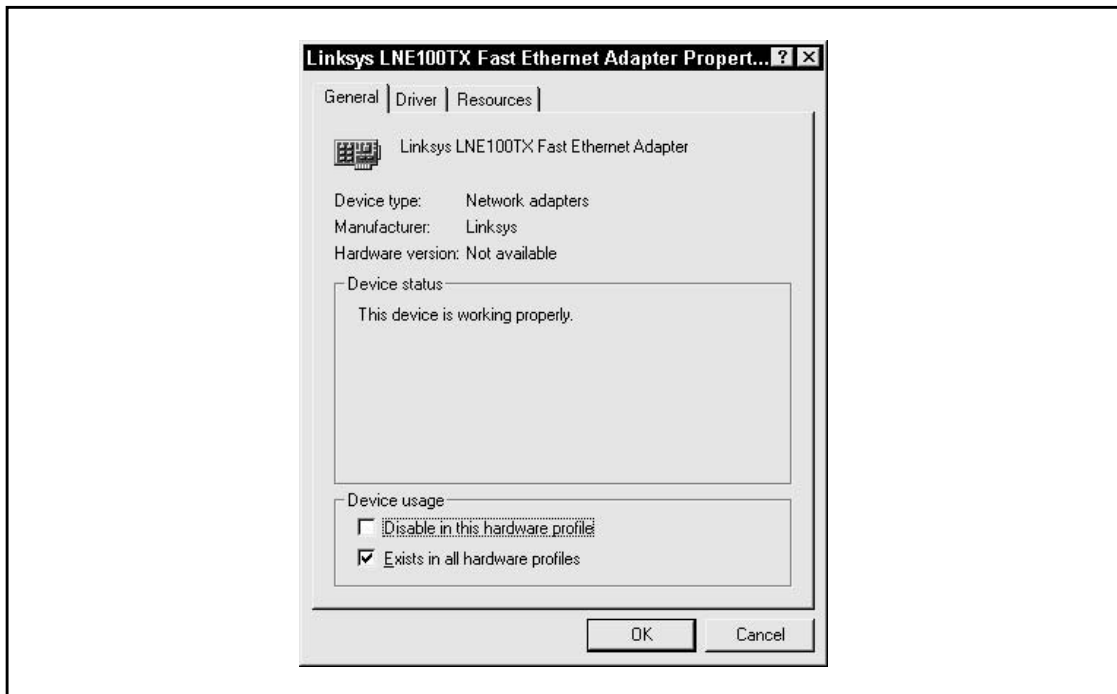 Linksys LNE100TX Fast Ethernet Adapter Propert...
General Driver Resources
Linksys LNE100TX Fast Ethernet Adapter
Device type: Network adapters
Manufacturer: Linksys
Hardware version: Not available
Device status
This device is working properly.
Device usage
Disable in this hardware profile
Exists in all hardware profiles
OK Cancel